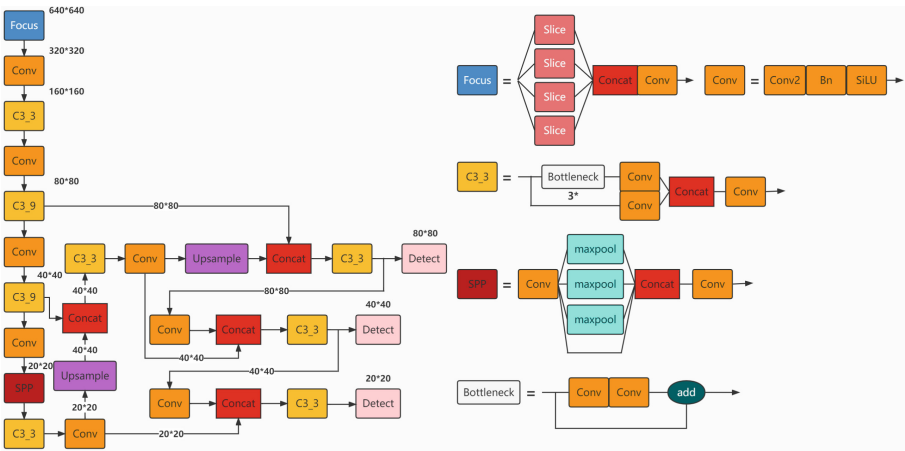 640*640
Focus
320*320
Conv
160*160
C3_3
Conv
80*80
C3_9
80*80
Conv
40*40
C3_9
40*40
Concat
40*40
Conv
20*20
SPP
Upsample
20*20
C3_3
Conv
20*20
C3_3
Conv
Upsample
Concat
C3_3
80*80
Detect
80*80
Conv
Concat
C3_3
40*40
Detect
40*40
40*40
Conv
Concat
C3_3
20*20
Detect
Focus
=
Slice
Slice
Slice
Slice
Concat
Conv
Conv
=
Conv2
Bn
SiLU
C3_3
=
Bottleneck
3*
Conv
Conv
Concat
Conv
SPP
=
Conv
maxpool
maxpool
maxpool
Concat
Conv
Bottleneck
=
Conv
Conv
add